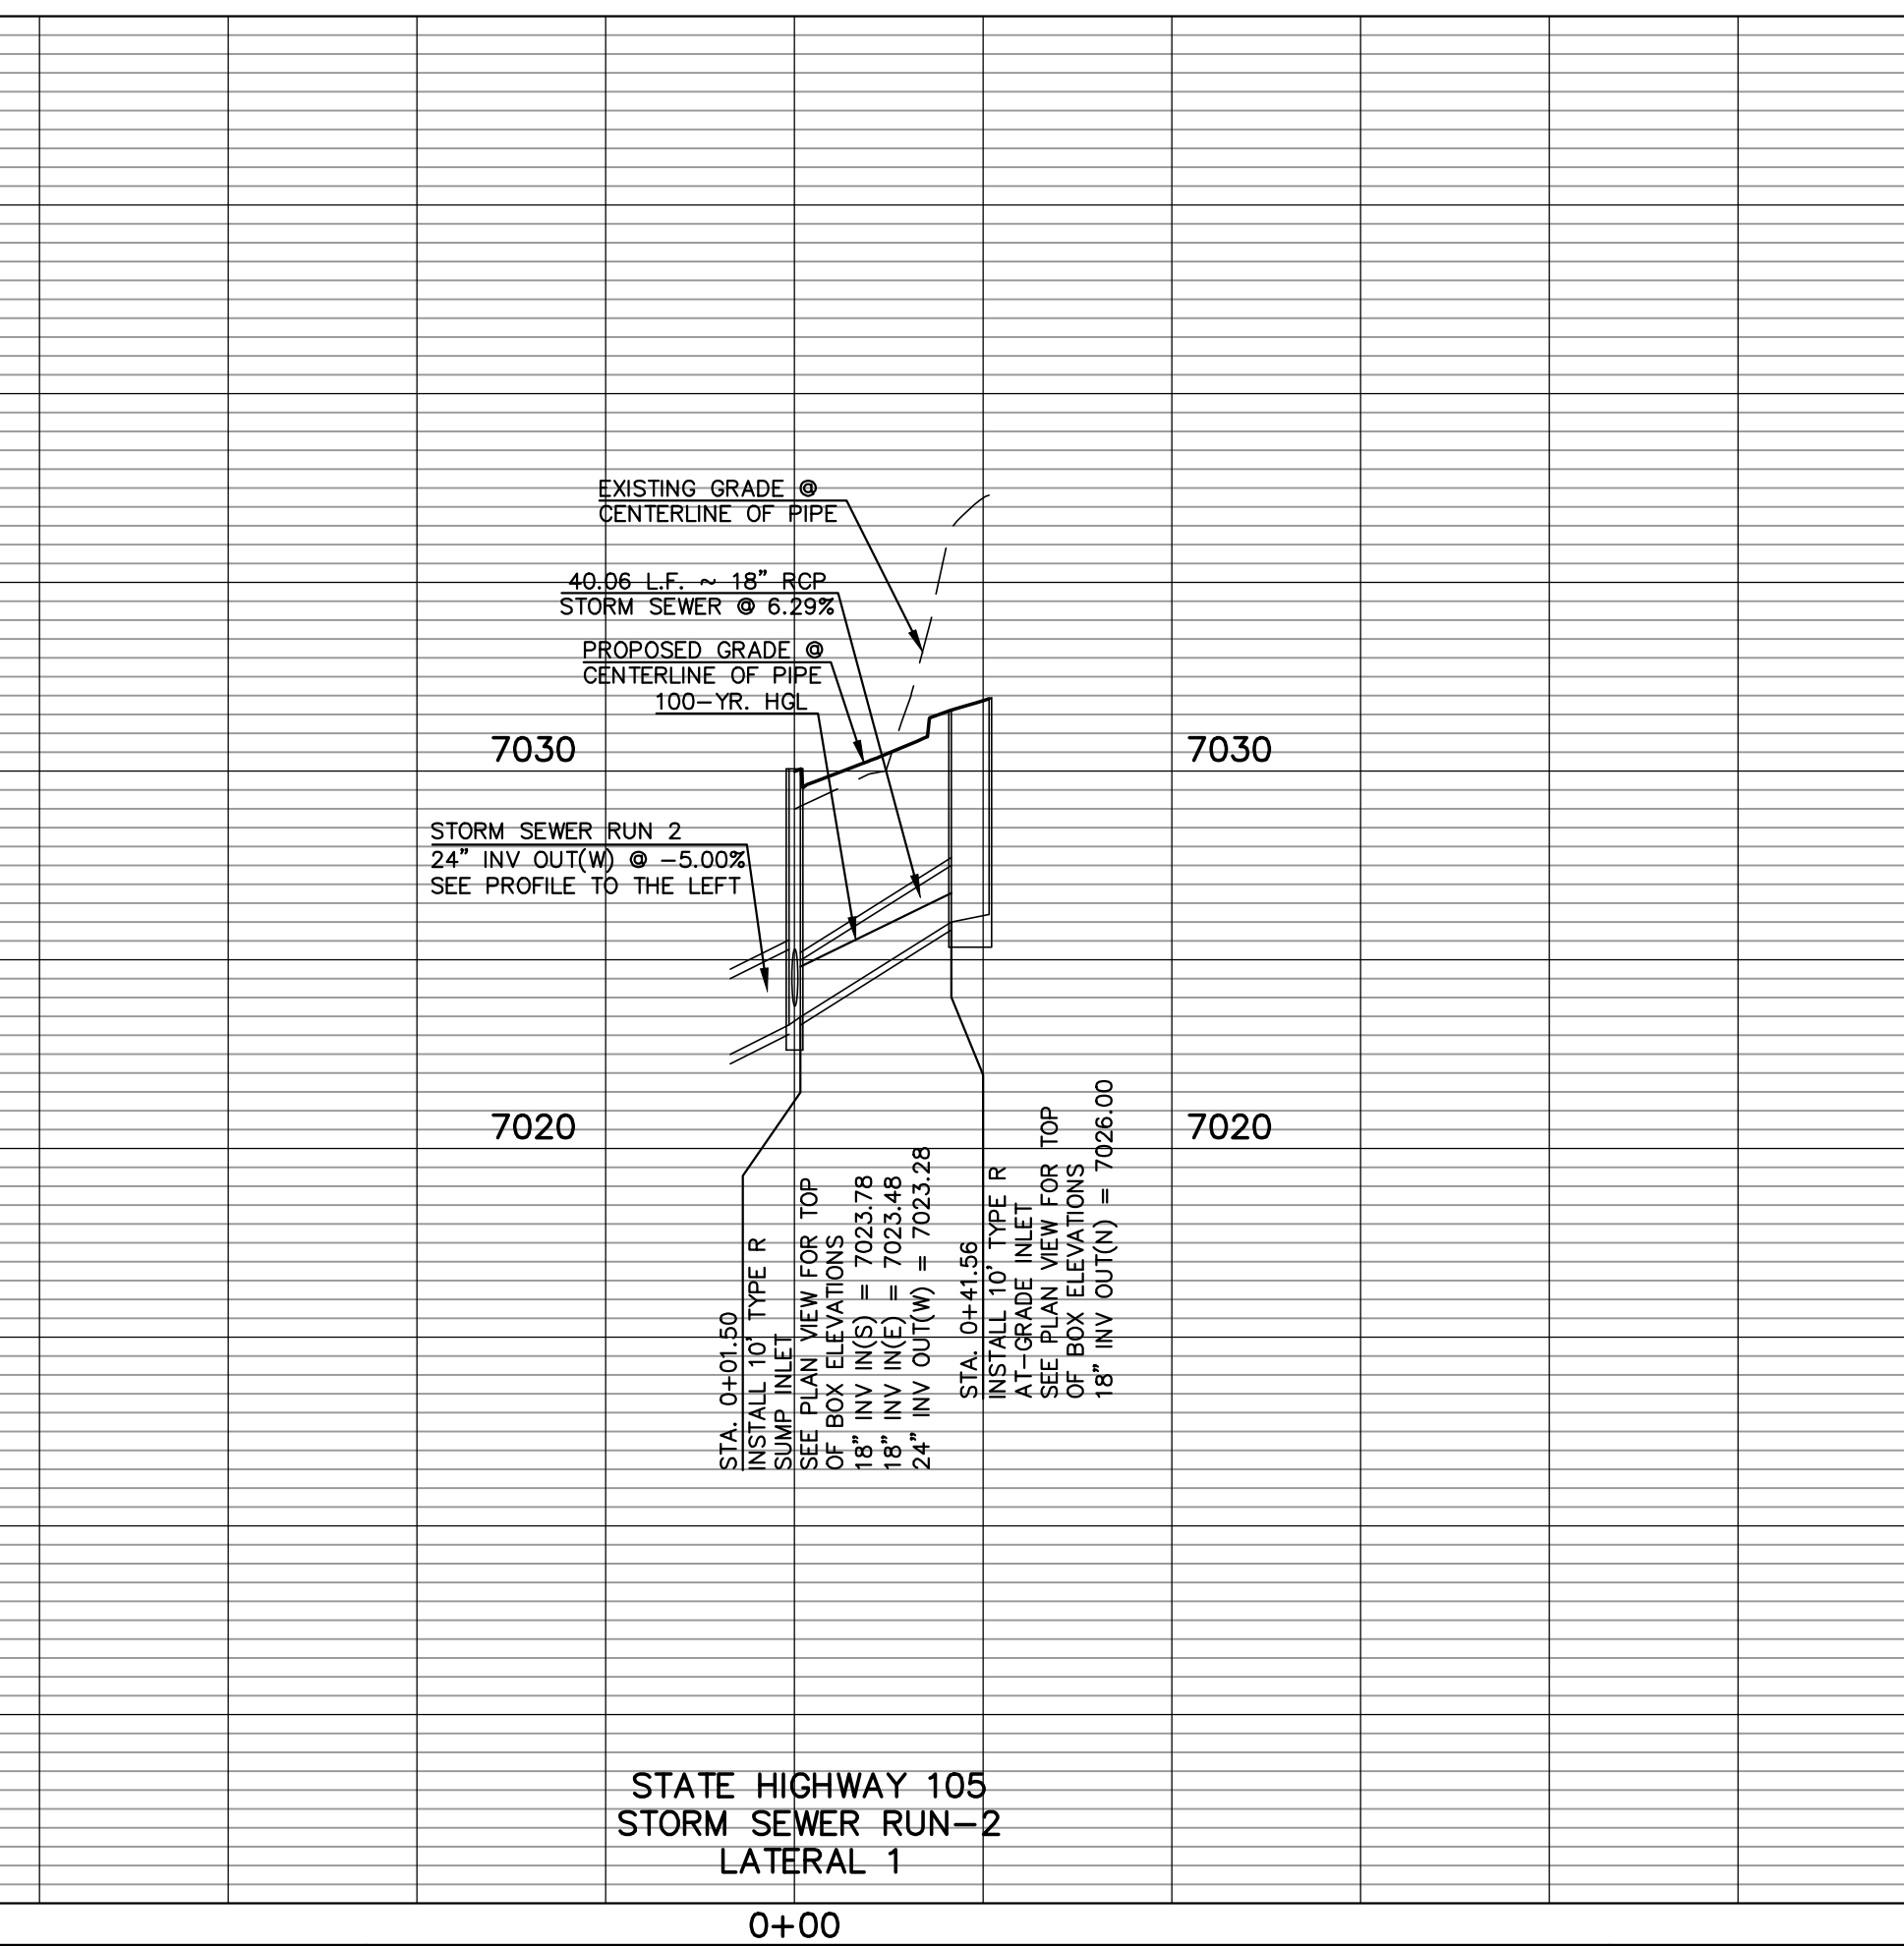 EXISTING GRADE @
CENTERLINE OF PIPE
40.06 L.F. ~ 18" RCP
STORM SEWER @ 6.29%
PROPOSED GRADE @
CENTERLINE OF PIPE
100-YR. HGL
7030
7030
STORM SEWER RUN 2
24" INV OUT(W) @ -5.00%
SEE PROFILE TO THE LEFT
7020
7020
STA. 0+01.50
INSTALL 10' TYPE R
SUMP INLET
SEE PLAN VIEW FOR TOP
OF BOX ELEVATIONS
18" INV IN(S) = 7023.78
18" INV IN(E) = 7023.48
24" INV OUT(W) = 7023.28
STA. 0+41.56
INSTALL 10' TYPE R
AT-GRADE INLET
SEE PLAN VIEW FOR TOP
OF BOX ELEVATIONS
18" INV OUT(N) = 7026.00
STATE HIGHWAY 105
STORM SEWER RUN-2
LATERAL 1
0+00